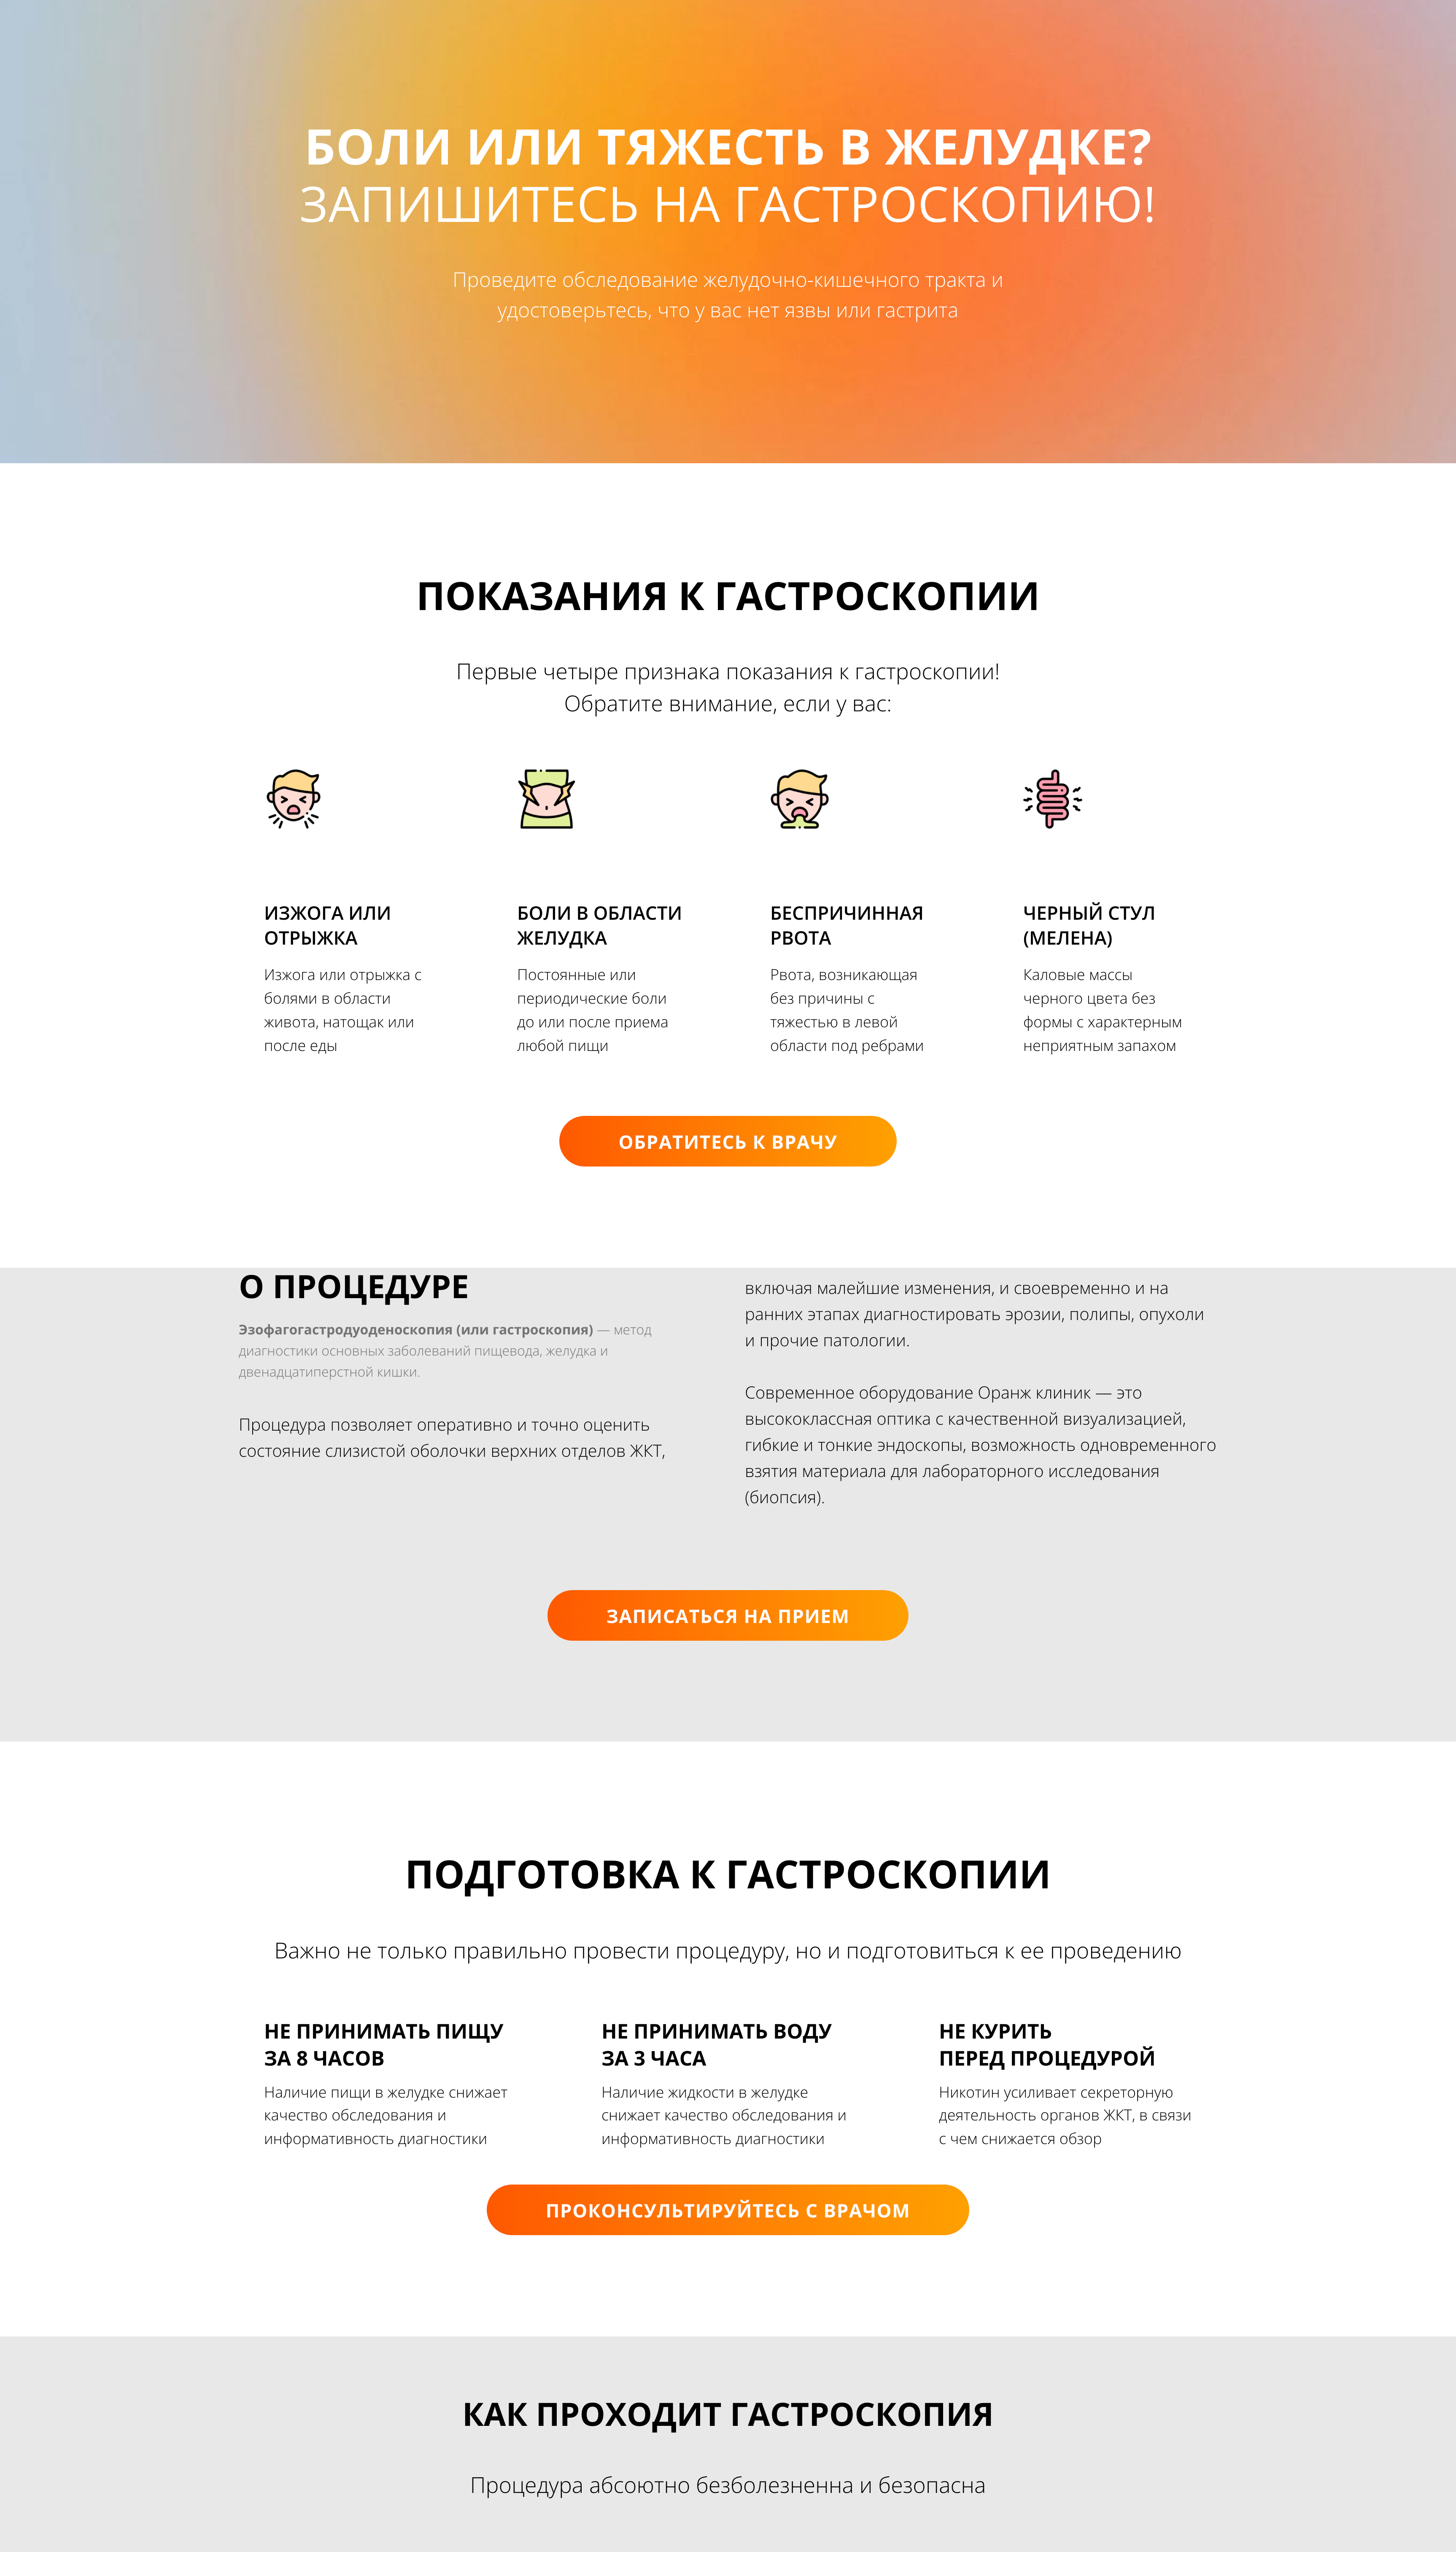 БОЛИ ИЛИ ТЯЖЕСТЬ В ЖЕЛУДКЕ?
ЗАПИШИТЕСЬ НА ГАСТРОСКОПИЮ!
Проведите обследование желудочно-кишечного тракта и
удостоверьтесь, что у вас нет язвы или гастрита
ПОКАЗАНИЯ К ГАСТРОСКОПИИ
Первые четыре признака показания к гастроскопии!
Обратите внимание, если у вас:
ИЗЖОГА ИЛИ
ОТРЫЖКА
Изжога или отрыжка с
болями в области
живота, натощак или
после еды
БОЛИ В ОБЛАСТИ
ЖЕЛУДКА
Постоянные или
периодические боли
до или после приема
любой пищи
БЕСПРИЧИННАЯ
РВОТА
Рвота, возникающая
без причины с
тяжестью в левой
области под ребрами
ЧЕРНЫЙ СТУЛ
(МЕЛЕНА)
Каловые массы
черного цвета без
формы с характерным
неприятным запахом
ОБРАТИТЕСЬ К ВРАЧУ
О ПРОЦЕДУРЕ
Эзофагогастродуоденоскопия (или гастроскопия) — метод
диагностики основных заболеваний пищевода, желудка и
двенадцатиперстной кишки.
Процедура позволяет оперативно и точно оценить
состояние слизистой оболочки верхних отделов ЖКТ,
включая малейшие изменения, и своевременно и на
ранних этапах диагностировать эрозии, полипы, опухоли
и прочие патологии.
Современное оборудование Оранж клиник — это
высококлассная оптика с качественной визуализацией,
гибкие и тонкие эндоскопы, возможность одновременного
взятия материала для лабораторного исследования
(биопсия).
ЗАПИСАТЬСЯ НА ПРИЕМ
ПОДГОТОВКА К ГАСТРОСКОПИИ
Важно не только правильно провести процедуру, но и подготовиться к ее проведению
НЕ ПРИНИМАТЬ ПИЩУ
ЗА 8 ЧАСОВ
Наличие пищи в желудке снижает
качество обследования и
информативность диагностики
НЕ ПРИНИМАТЬ ВОДУ
ЗА 3 ЧАСА
Наличие жидкости в желудке
снижает качество обследования и
информативность диагностики
НЕ КУРИТЬ
ПЕРЕД ПРОЦЕДУРОЙ
Никотин усиливает секреторную
деятельность органов ЖКТ, в связи
с чем снижается обзор
ПРОКОНСУЛЬТИРУЙТЕСЬ С ВРАЧОМ
КАК ПРОХОДИТ ГАСТРОСКОПИЯ
Процедура абсоютно безболезненна и безопасна